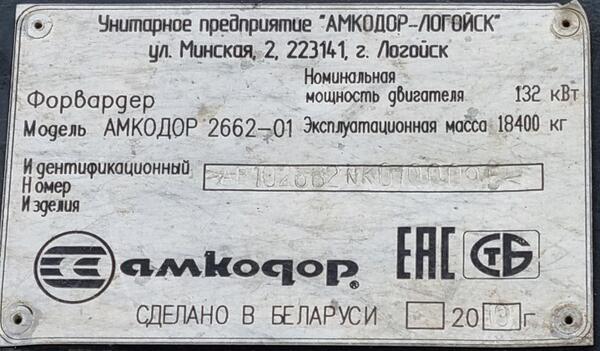 Унитарное предприятие "АМКОДОР-ЛОГОЙСК"
ул. Минская, 2, 223141, г. Логойск
Форвардер
Модель АМКОДОР 2662-01
Номинальная
мощность двигателя 132 кВт
Эксплуатационная масса 18400 кг
Идентификационный
Номер
Изделия
амкодор®
ЕАС
СТБ
СДЕЛАНО В БЕЛАРУСИ 2019г